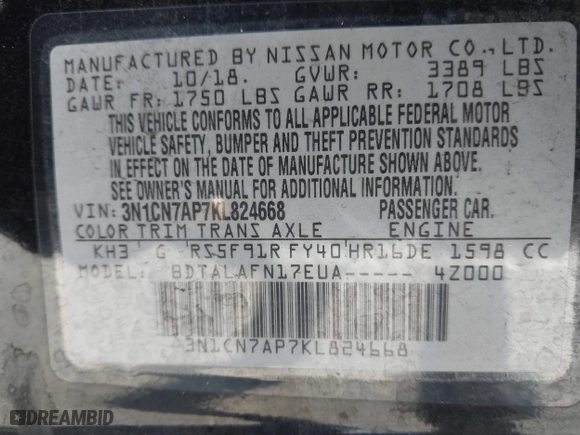 MANUFACTURED BY NISSAN MOTOR CO., LTD.
DATE: 10/18. GVWR: 3389 LBS
GAWR FR: 1750 LBS GAWR RR: 1708 LBS
THIS VEHICLE CONFORMS TO ALL APPLICABLE FEDERAL MOTOR
VEHICLE SAFETY, BUMPER AND THEFT PREVENTION STANDARDS
IN EFFECT ON THE DATE OF MANUFACTURE SHOWN ABOVE.
SEE OWNER'S MANUAL FOR ADDITIONAL INFORMATION.
VIN: 3N1CN7AP7KL824668 PASSENGER CAR.
COLOR TRIM TRANS AXLE ENGINE
KH3 G RS5F91R FY40 HR16DE 1598 CC
MODEL: BDTALAFN17EUA----- 4Z000
3N1CN7AP7KL824668
DREAMBID